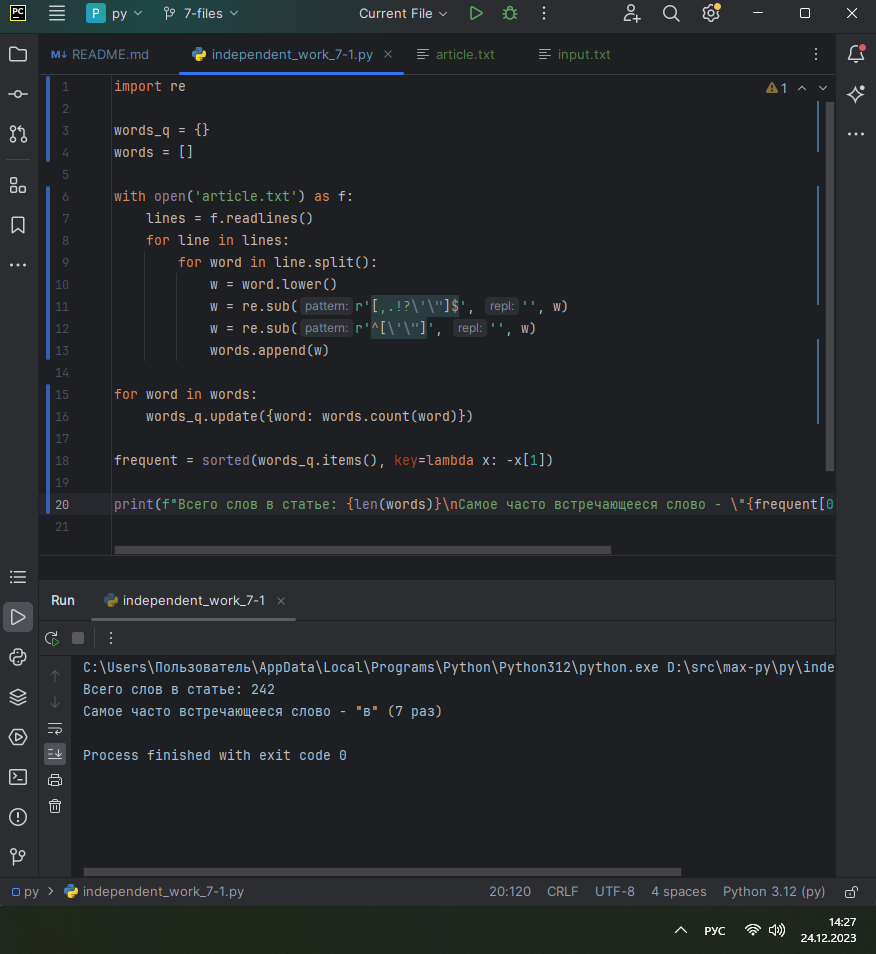 PC
P py 7-files Current File
README.md independent_work_7-1.py article.txt input.txt
1 import re 1
2
3 words_q = {}
4 words = []
5
6 with open('article.txt') as f:
7 lines = f.readlines()
8 for line in lines:
9 for word in line.split():
10 w = word.lower()
11 w = re.sub( pattern: r'[,.!?\'\"]$', repl: '', w)
12 w = re.sub( pattern: r'^[\'\"]', repl: '', w)
13 words.append(w)
14
15 for word in words:
16 words_q.update({word: words.count(word)})
17
18 frequent = sorted(words_q.items(), key=lambda x: -x[1])
19
20 print(f"Всего слов в статье: {len(words)}\nСамое часто встречающееся слово - \"{frequent[0
21
Run independent_work_7-1
C:\Users\Пользователь\AppData\Local\Programs\Python\Python312\python.exe D:\src\max-py\py\inde
Всего слов в статье: 242
Самое часто встречающееся слово - "в" (7 раз)
Process finished with exit code 0
py > independent_work_7-1.py 20:120 CRLF UTF-8 4 spaces Python 3.12 (py)
РУС 14:27
24.12.2023